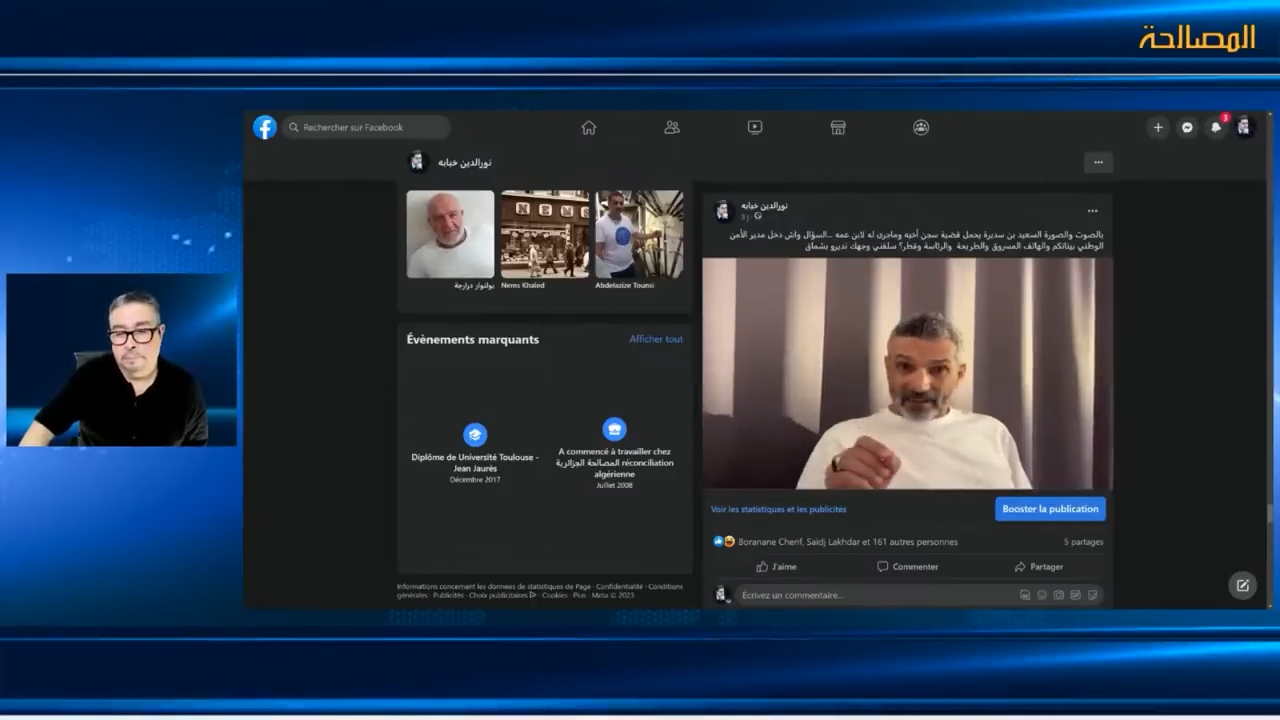 المصالحة
Rechercher sur Facebook
3
نورالدين خبابه
بولنوار درارجة
Nems Khaled
Abdelazize Tounsi
NEMS
Évènements marquants
Afficher tout
Diplôme de Université Toulouse - Jean Jaurès
Décembre 2017
A commencé à travailler chez
المصالحة الجزائرية réconciliation
algérienne
Juillet 2008
Informations concernant les données de statistiques de Page · Confidentialité · Conditions
générales · Publicités · Choix publicitaires · Cookies · Plus · Meta © 2023
نورالدين خبابه
3 j
بالصوت والصورة السعيد بن سديرة يحمل قضية سجن أخيه وماجرى له لابن عمه ...السؤال واش دخل مدير الأمن
الوطني بيناتكم والهاتف المسروق والطريحة والرئاسة وقطر؟ سلفني وجهك نديرو بشماق
Voir les statistiques et les publicités
Booster la publication
Boranane Cherif, Saidj Lakhdar et 161 autres personnes
5 partages
J'aime
Commenter
Partager
Écrivez un commentaire...